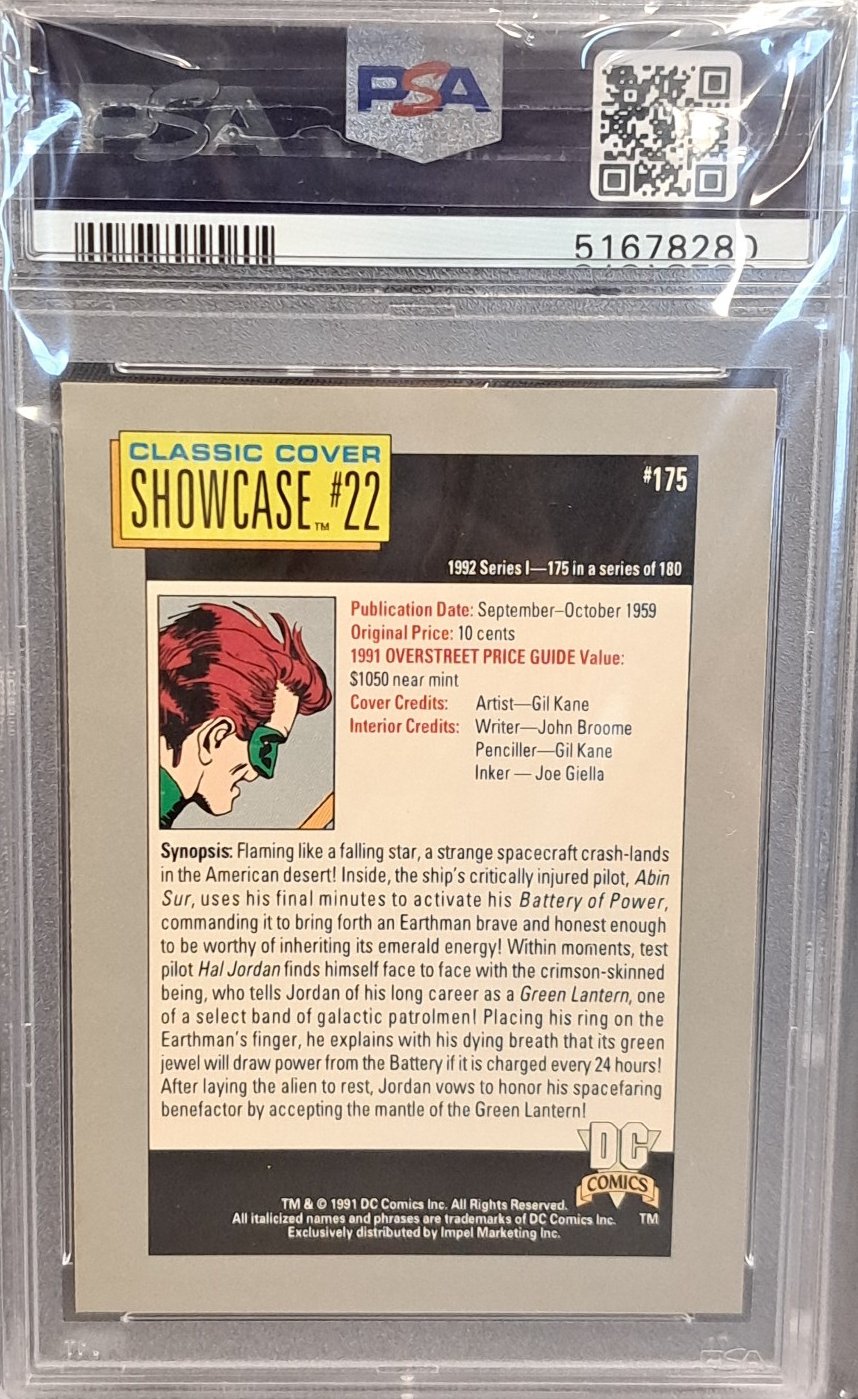 PSA
PSA
51678280
CLASSIC COVER
SHOWCASE™ #22
#175
1992 Series I—175 in a series of 180
Publication Date: September–October 1959
Original Price: 10 cents
1991 OVERSTREET PRICE GUIDE Value:
$1050 near mint
Cover Credits: Artist—Gil Kane
Interior Credits: Writer—John Broome
Penciller—Gil Kane
Inker — Joe Giella
Synopsis: Flaming like a falling star, a strange spacecraft crash-lands
in the American desert! Inside, the ship's critically injured pilot, Abin
Sur, uses his final minutes to activate his Battery of Power,
commanding it to bring forth an Earthman brave and honest enough
to be worthy of inheriting its emerald energy! Within moments, test
pilot Hal Jordan finds himself face to face with the crimson-skinned
being, who tells Jordan of his long career as a Green Lantern, one
of a select band of galactic patrolmen! Placing his ring on the
Earthman's finger, he explains with his dying breath that its green
jewel will draw power from the Battery if it is charged every 24 hours!
After laying the alien to rest, Jordan vows to honor his spacefaring
benefactor by accepting the mantle of the Green Lantern!
DC
COMICS
TM & © 1991 DC Comics Inc. All Rights Reserved.
All italicized names and phrases are trademarks of DC Comics Inc. TM
Exclusively distributed by Impel Marketing Inc.
PSA